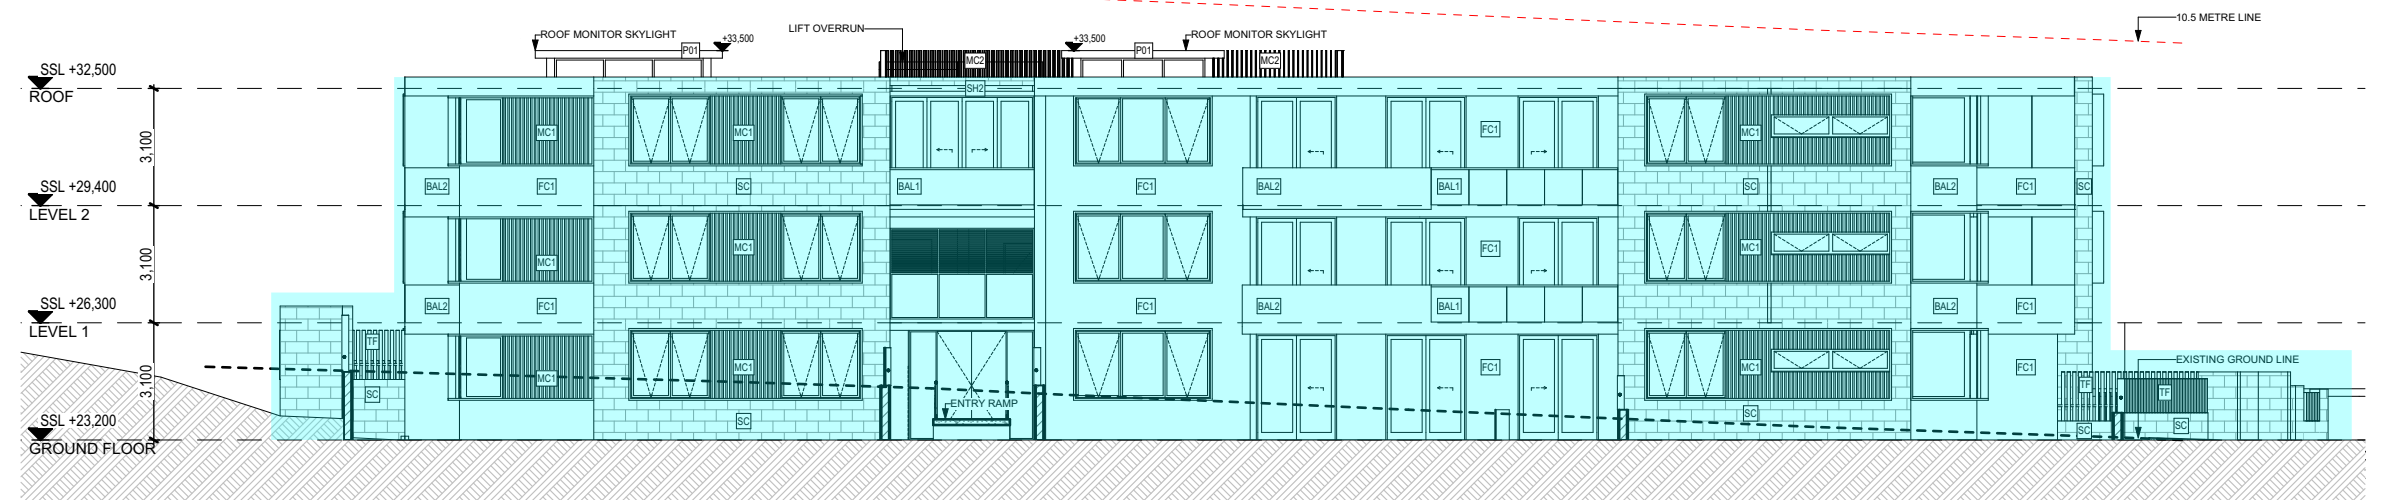 10.5 METRE LINE
LIFT OVERRUN
ROOF MONITOR SKYLIGHT
+33,500
+33,500
ROOF MONITOR SKYLIGHT
P01
P01
MC2
MC2
SSL +32,500
ROOF
SH2
3,100
MC1
MC1
FC1
MC1
SSL +29,400
LEVEL 2
BAL2
FC1
SC
BAL1
FC1
BAL2
BAL1
SC
BAL2
FC1
SC
3,100
MC1
MC1
FC1
MC1
SSL +26,300
LEVEL 1
BAL2
FC1
FC1
BAL2
BAL1
BAL2
FC1
TF
EXISTING GROUND LINE
3,100
MC1
MC1
FC1
MC1
FC1
TF
TF
SC
ENTRY RAMP
SSL +23,200
GROUND FLOOR
SC
SC
SC
SC